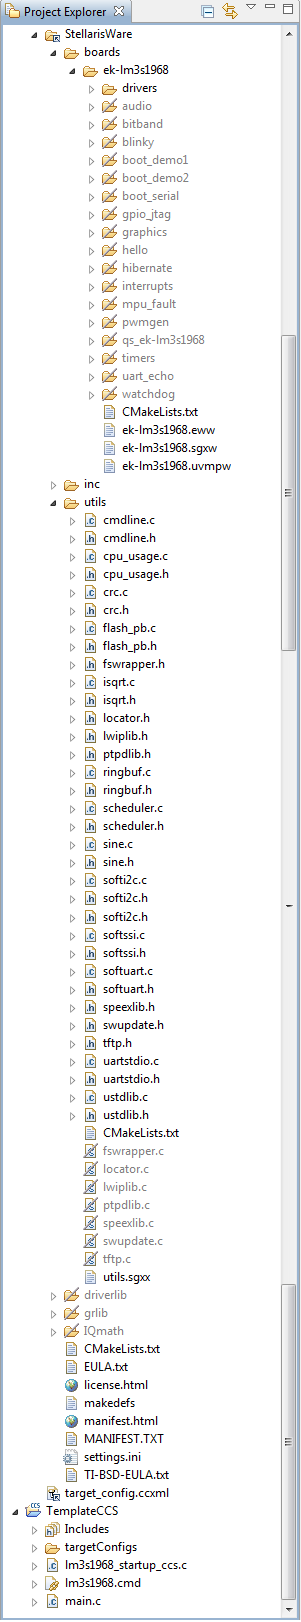 Project Explorer
StellarisWare
boards
ek-lm3s1968
drivers
audio
bitband
blinky
boot_demo1
boot_demo2
boot_serial
gpio_jtag
graphics
hello
hibernate
interrupts
mpu_fault
pwmgen
qs_ek-lm3s1968
timers
uart_echo
watchdog
CMakeLists.txt
ek-lm3s1968.eww
ek-lm3s1968.sgxw
ek-lm3s1968.uvmpw
inc
utils
cmdline.c
cmdline.h
cpu_usage.c
cpu_usage.h
crc.c
crc.h
flash_pb.c
flash_pb.h
fswrapper.h
isqrt.c
isqrt.h
locator.h
lwiplib.h
ptpdlib.h
ringbuf.c
ringbuf.h
scheduler.c
scheduler.h
sine.c
sine.h
softi2c.c
softi2c.h
softi2c.h
softssi.c
softssi.h
softuart.c
softuart.h
speexlib.h
swupdate.h
tftp.h
uartstdio.c
uartstdio.h
ustdlib.c
ustdlib.h
CMakeLists.txt
fswrapper.c
locator.c
lwiplib.c
ptpdlib.c
speexlib.c
swupdate.c
tftp.c
utils.sgxx
driverlib
grlib
IQmath
CMakeLists.txt
EULA.txt
license.html
makedefs
manifest.html
MANIFEST.TXT
settings.ini
TI-BSD-EULA.txt
target_config.ccxml
TemplateCCS
Includes
targetConfigs
lm3s1968_startup_ccs.c
lm3s1968.cmd
main.c